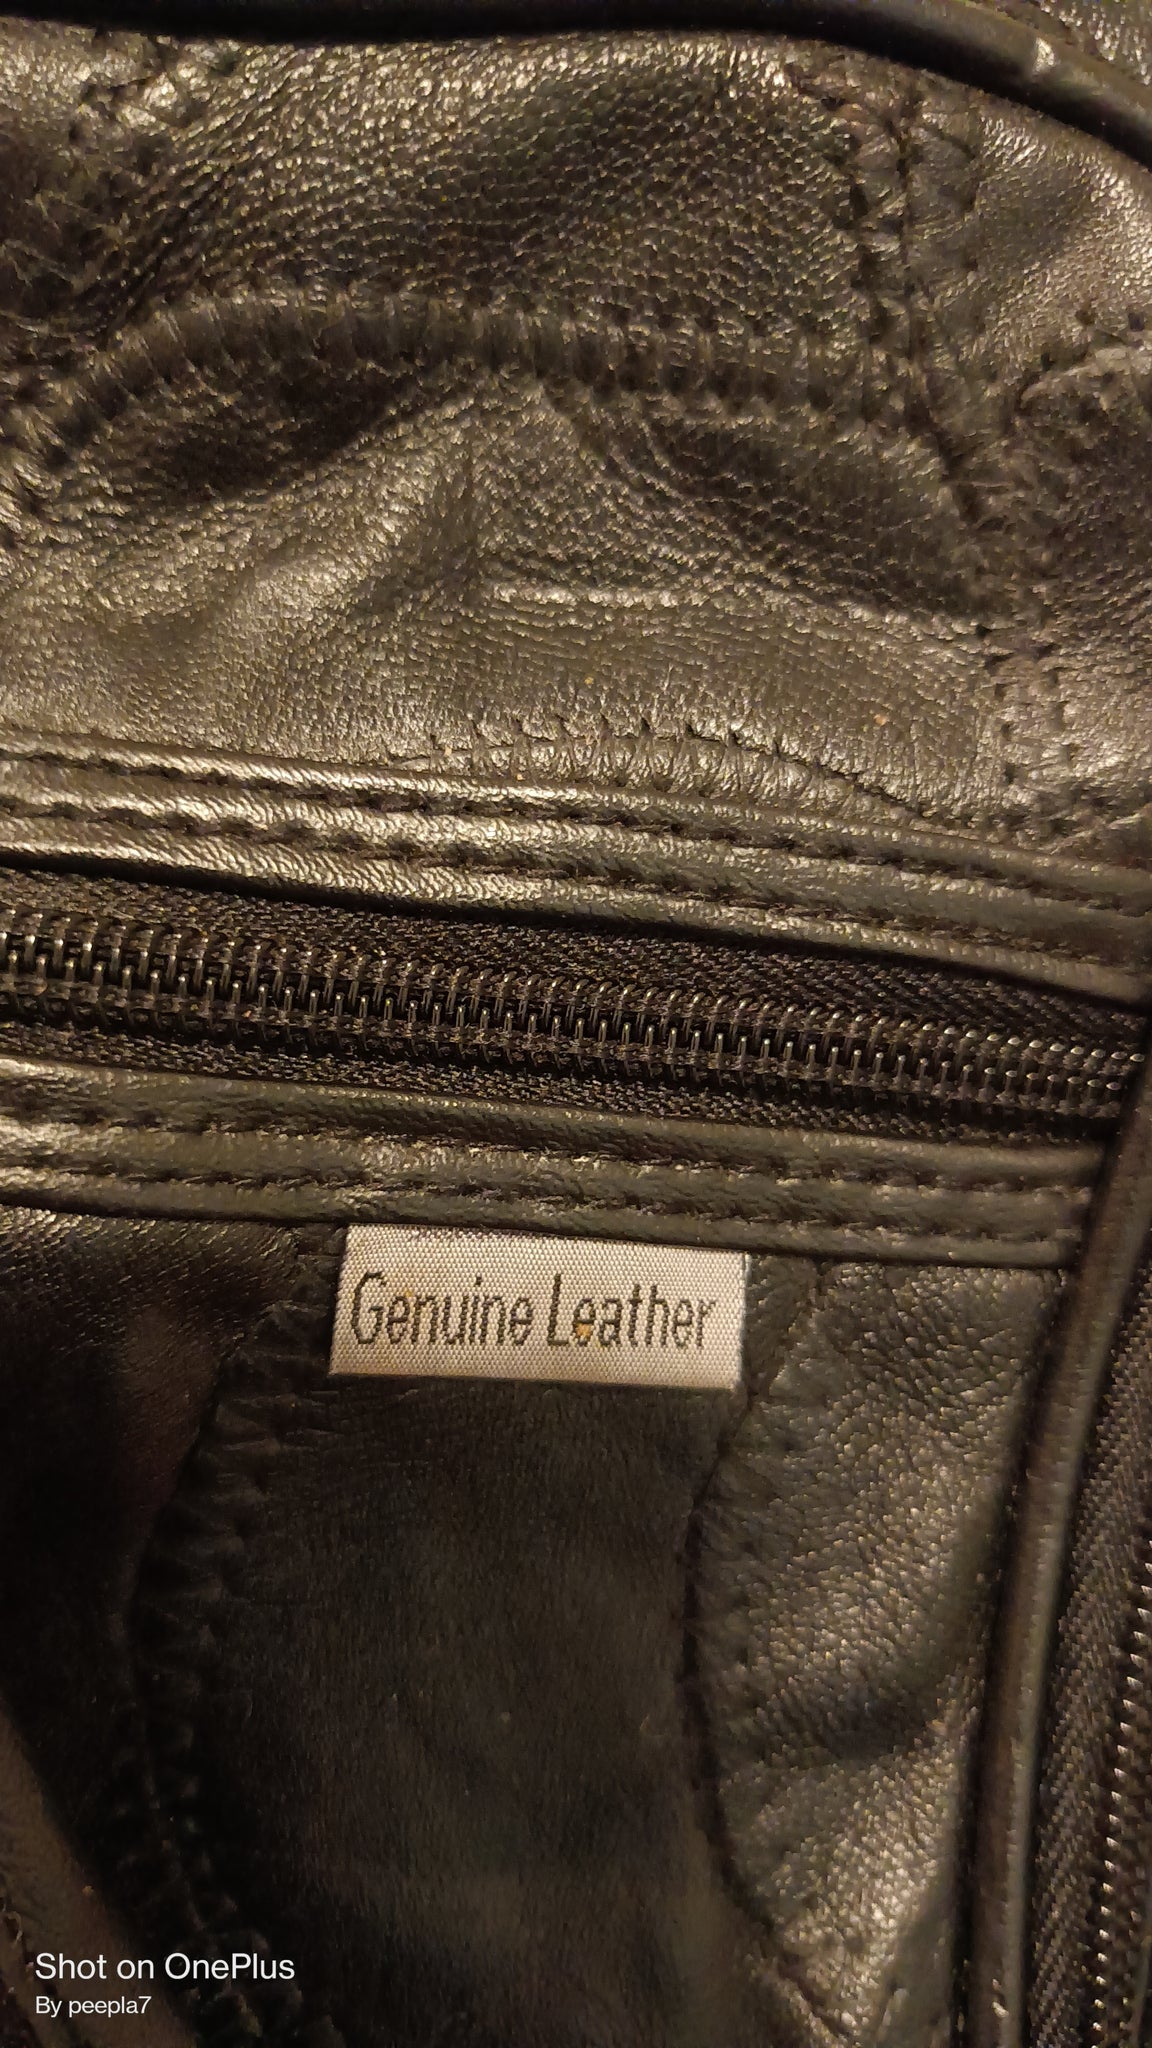 Genuine Leather
Shot on OnePlus
By peepla7